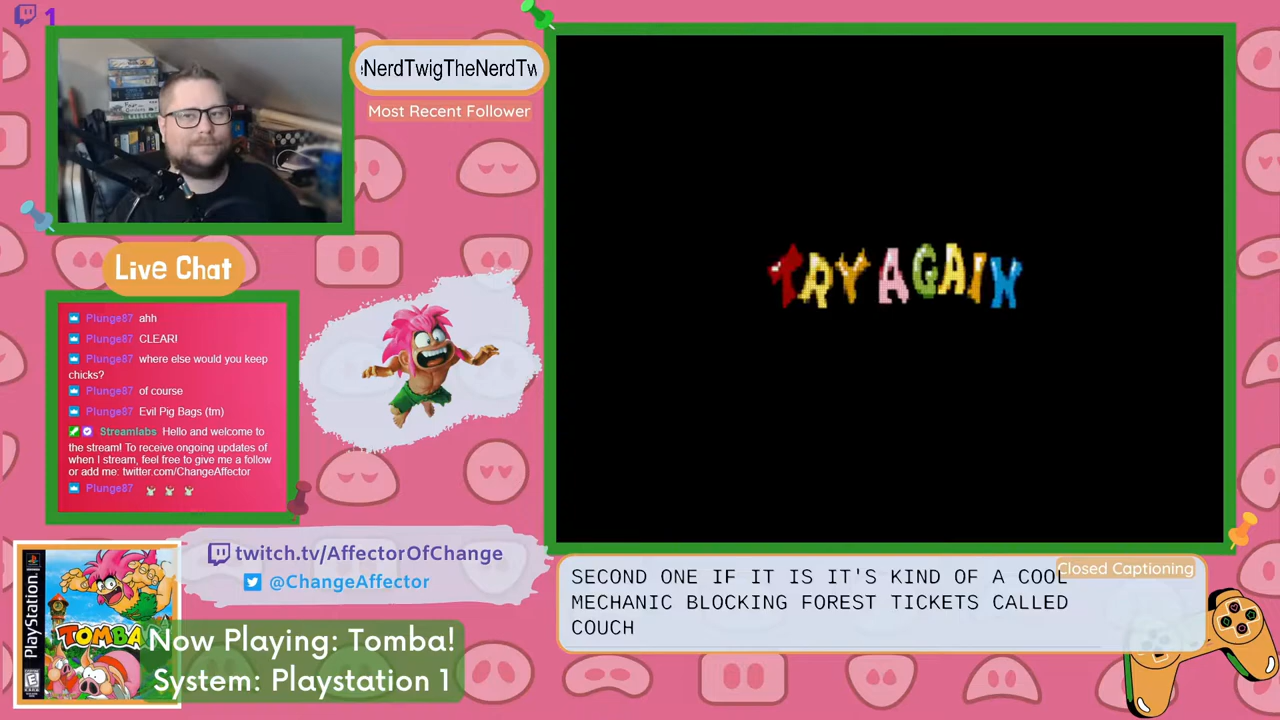 1
eNerdTwigTheNerdTw
Most Recent Follower
Live Chat
Plunge87 ahh
Plunge87 CLEAR!
Plunge87 where else would you keep
chicks?
Plunge87 of course
Plunge87 Evil Pig Bags (tm)
Streamlabs Hello and welcome to
the stream! To receive ongoing updates of
when I stream, feel free to give me a follow
or add me: twitter.com/ChangeAffector
Plunge87
TRY AGAIN
twitch.tv/AffectorOfChange
@ChangeAffector
PlayStation
TOMBA
Now Playing: Tomba!
System: Playstation 1
Closed Captioning
SECOND ONE IF IT IS IT'S KIND OF A COOL
MECHANIC BLOCKING FOREST TICKETS CALLED
COUCH